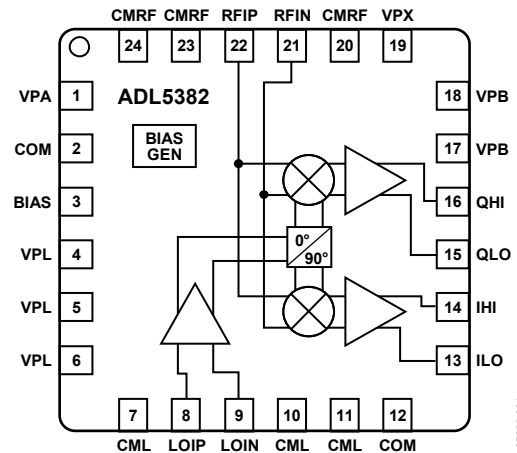 CMRF CMRF RFIP RFIN CMRF VPX
24 23 22 21 20 19
ADL5382
BIAS
GEN
VPA 1
COM 2
BIAS 3
VPL 4
VPL 5
VPL 6
18 VPB
17 VPB
16 QHI
15 QLO
14 IHI
13 ILO
0°
90°
7 8 9 10 11 12
CML LOIP LOIN CML CML COM